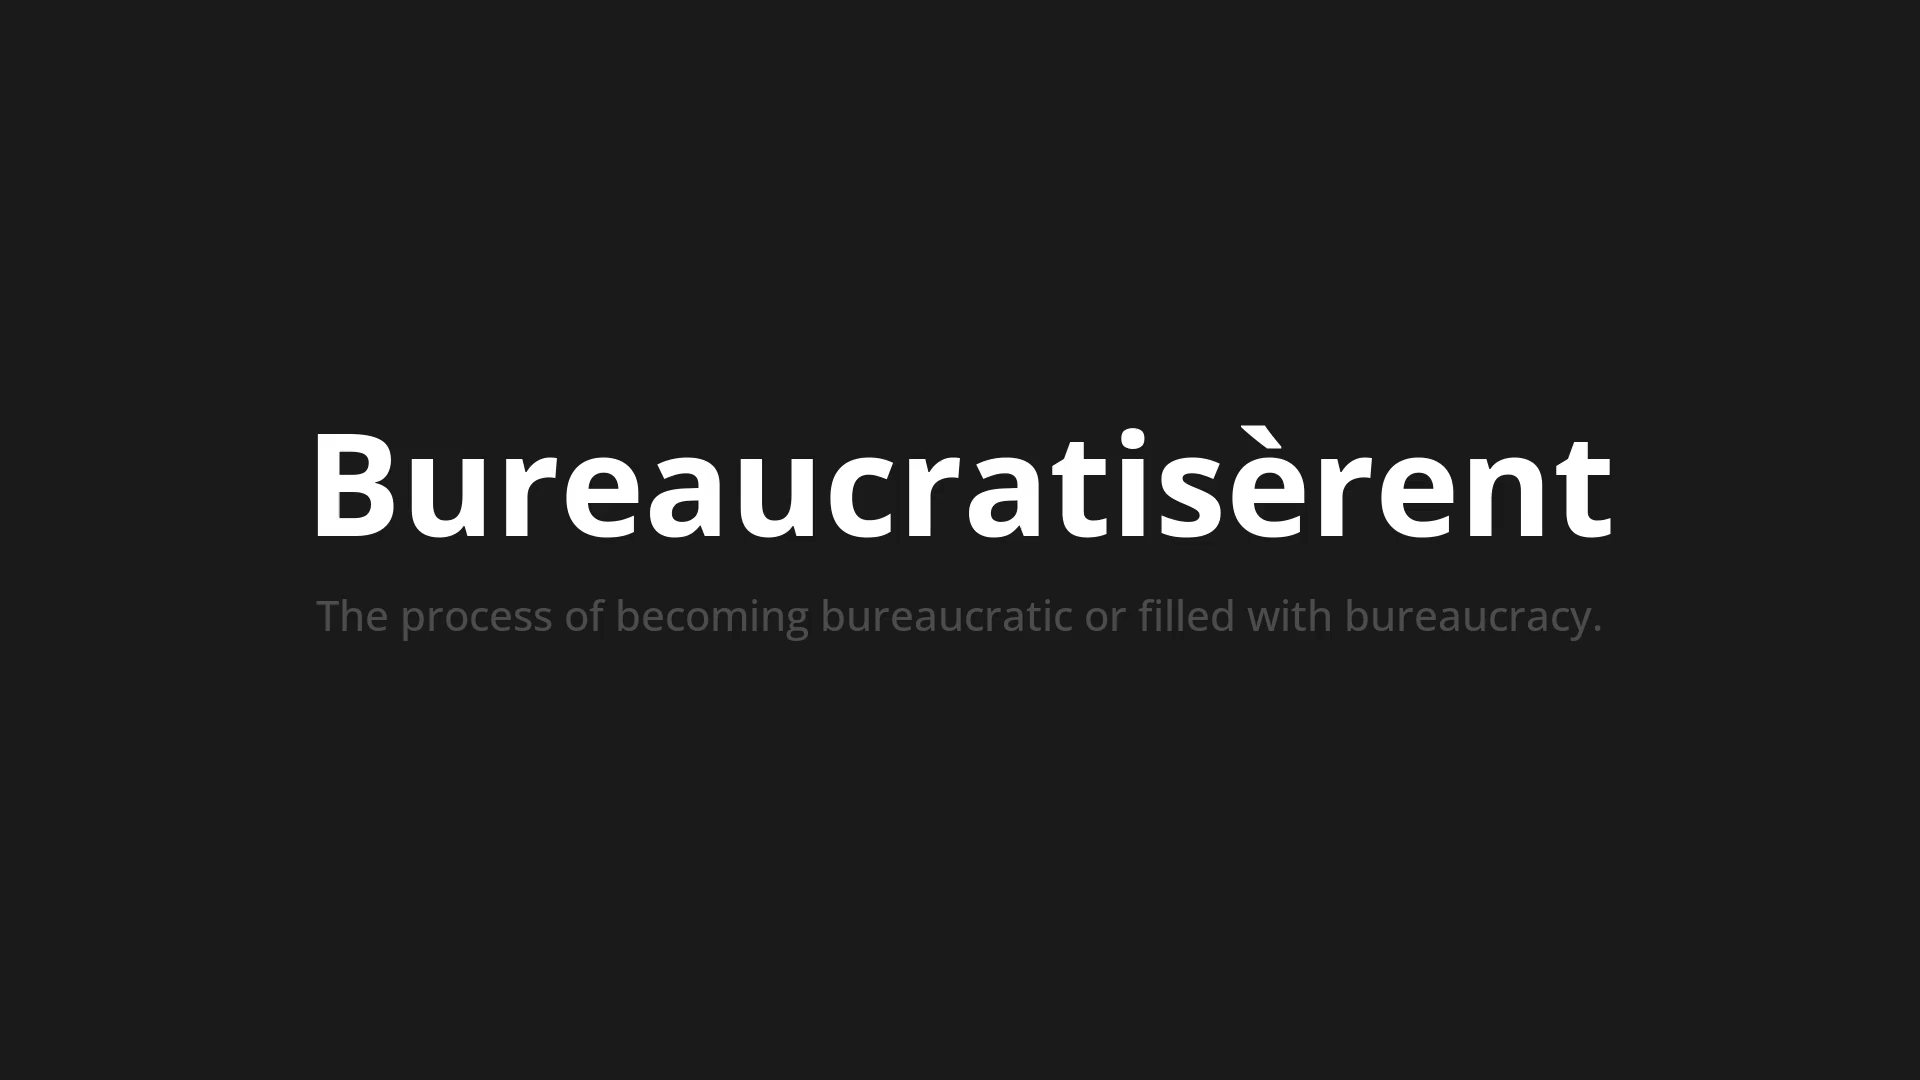 Bureaucratisèrent
The process of becoming bureaucratic or filled with bureaucracy.